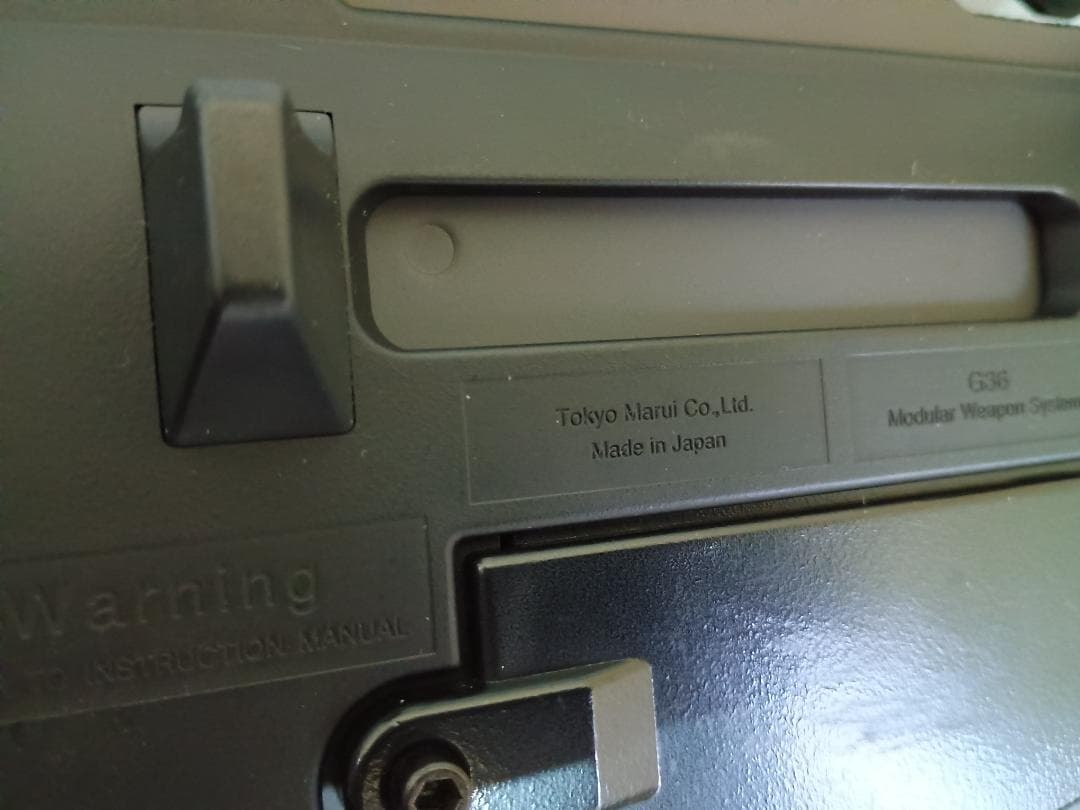 Tokyo Marui Co.,Ltd.
Made in Japan
G36
Modular Weapon System
Warning
INSTRUCTION MANUAL